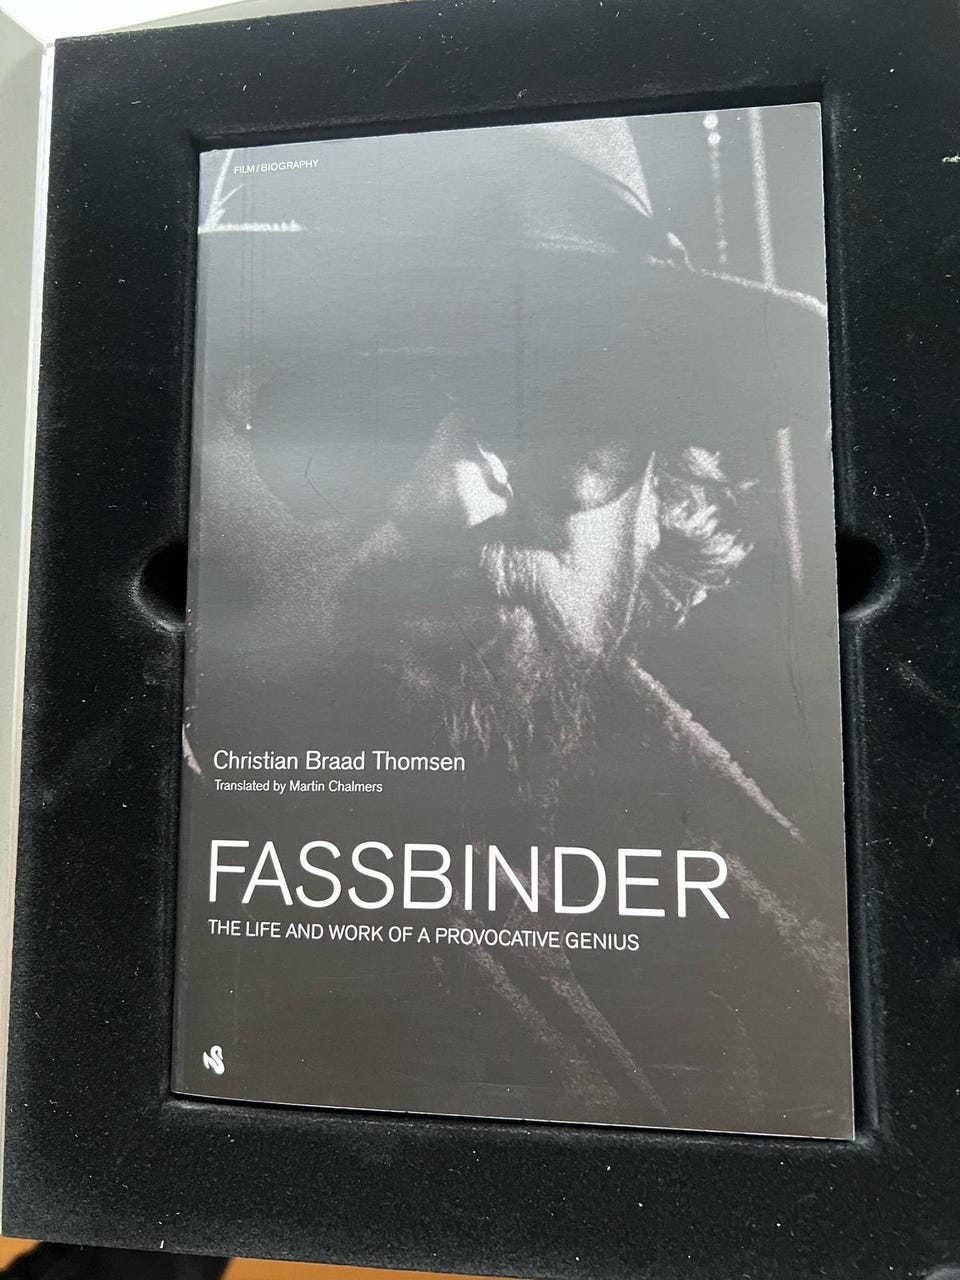 FILM / BIOGRAPHY
Christian Braad Thomsen
Translated by Martin Chalmers
FASSBINDER
THE LIFE AND WORK OF A PROVOCATIVE GENIUS